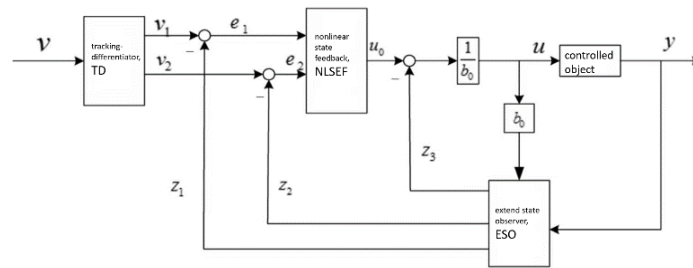 v
tracking-
differentiator,
TD
v₁
v₂
−
−
e₁
e₂
nonlinear
state
feedback,
NLSEF
u₀
−
1
b₀
u
controlled
object
y
b₀
z₁
z₂
z₃
extend state
observer,
ESO